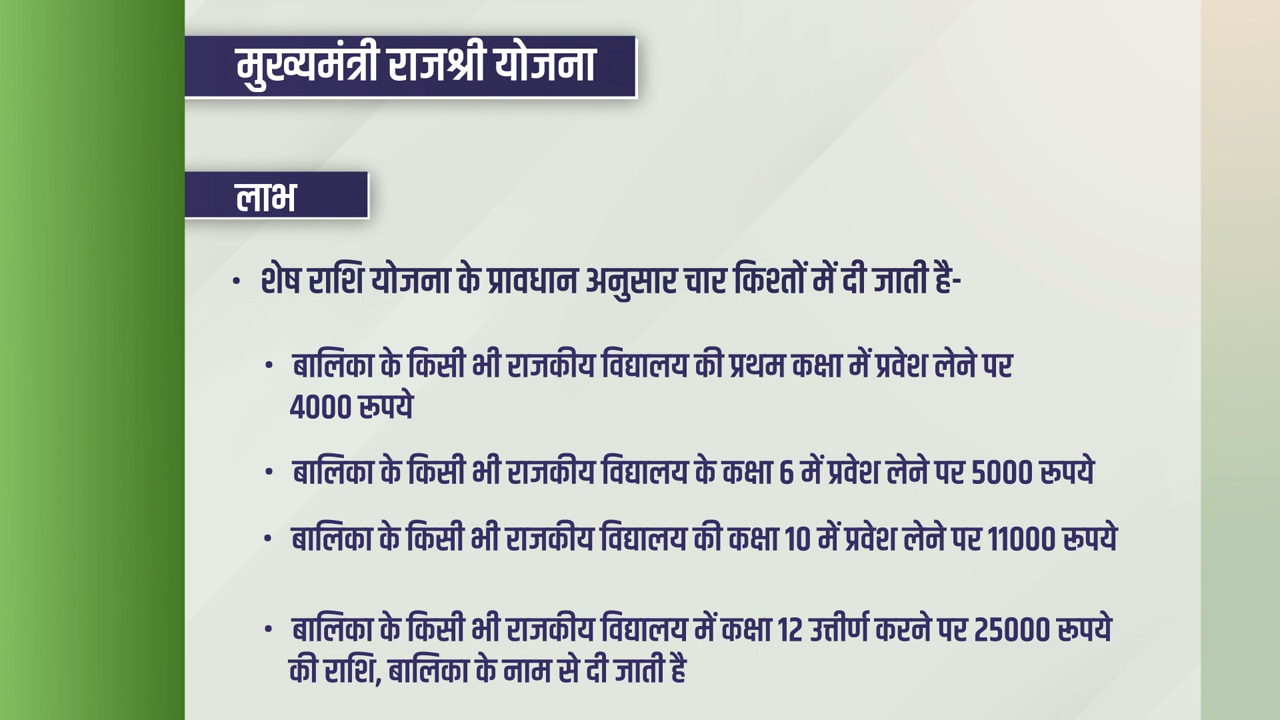 मुख्यमंत्री राजश्री योजना
लाभ
• शेष राशि योजना के प्रावधान अनुसार चार किश्तों में दी जाती है-
• बालिका के किसी भी राजकीय विद्यालय की प्रथम कक्षा में प्रवेश लेने पर
4000 रूपये
• बालिका के किसी भी राजकीय विद्यालय के कक्षा 6 में प्रवेश लेने पर 5000 रूपये
• बालिका के किसी भी राजकीय विद्यालय की कक्षा 10 में प्रवेश लेने पर 11000 रूपये
• बालिका के किसी भी राजकीय विद्यालय में कक्षा 12 उत्तीर्ण करने पर 25000 रूपये
की राशि, बालिका के नाम से दी जाती है